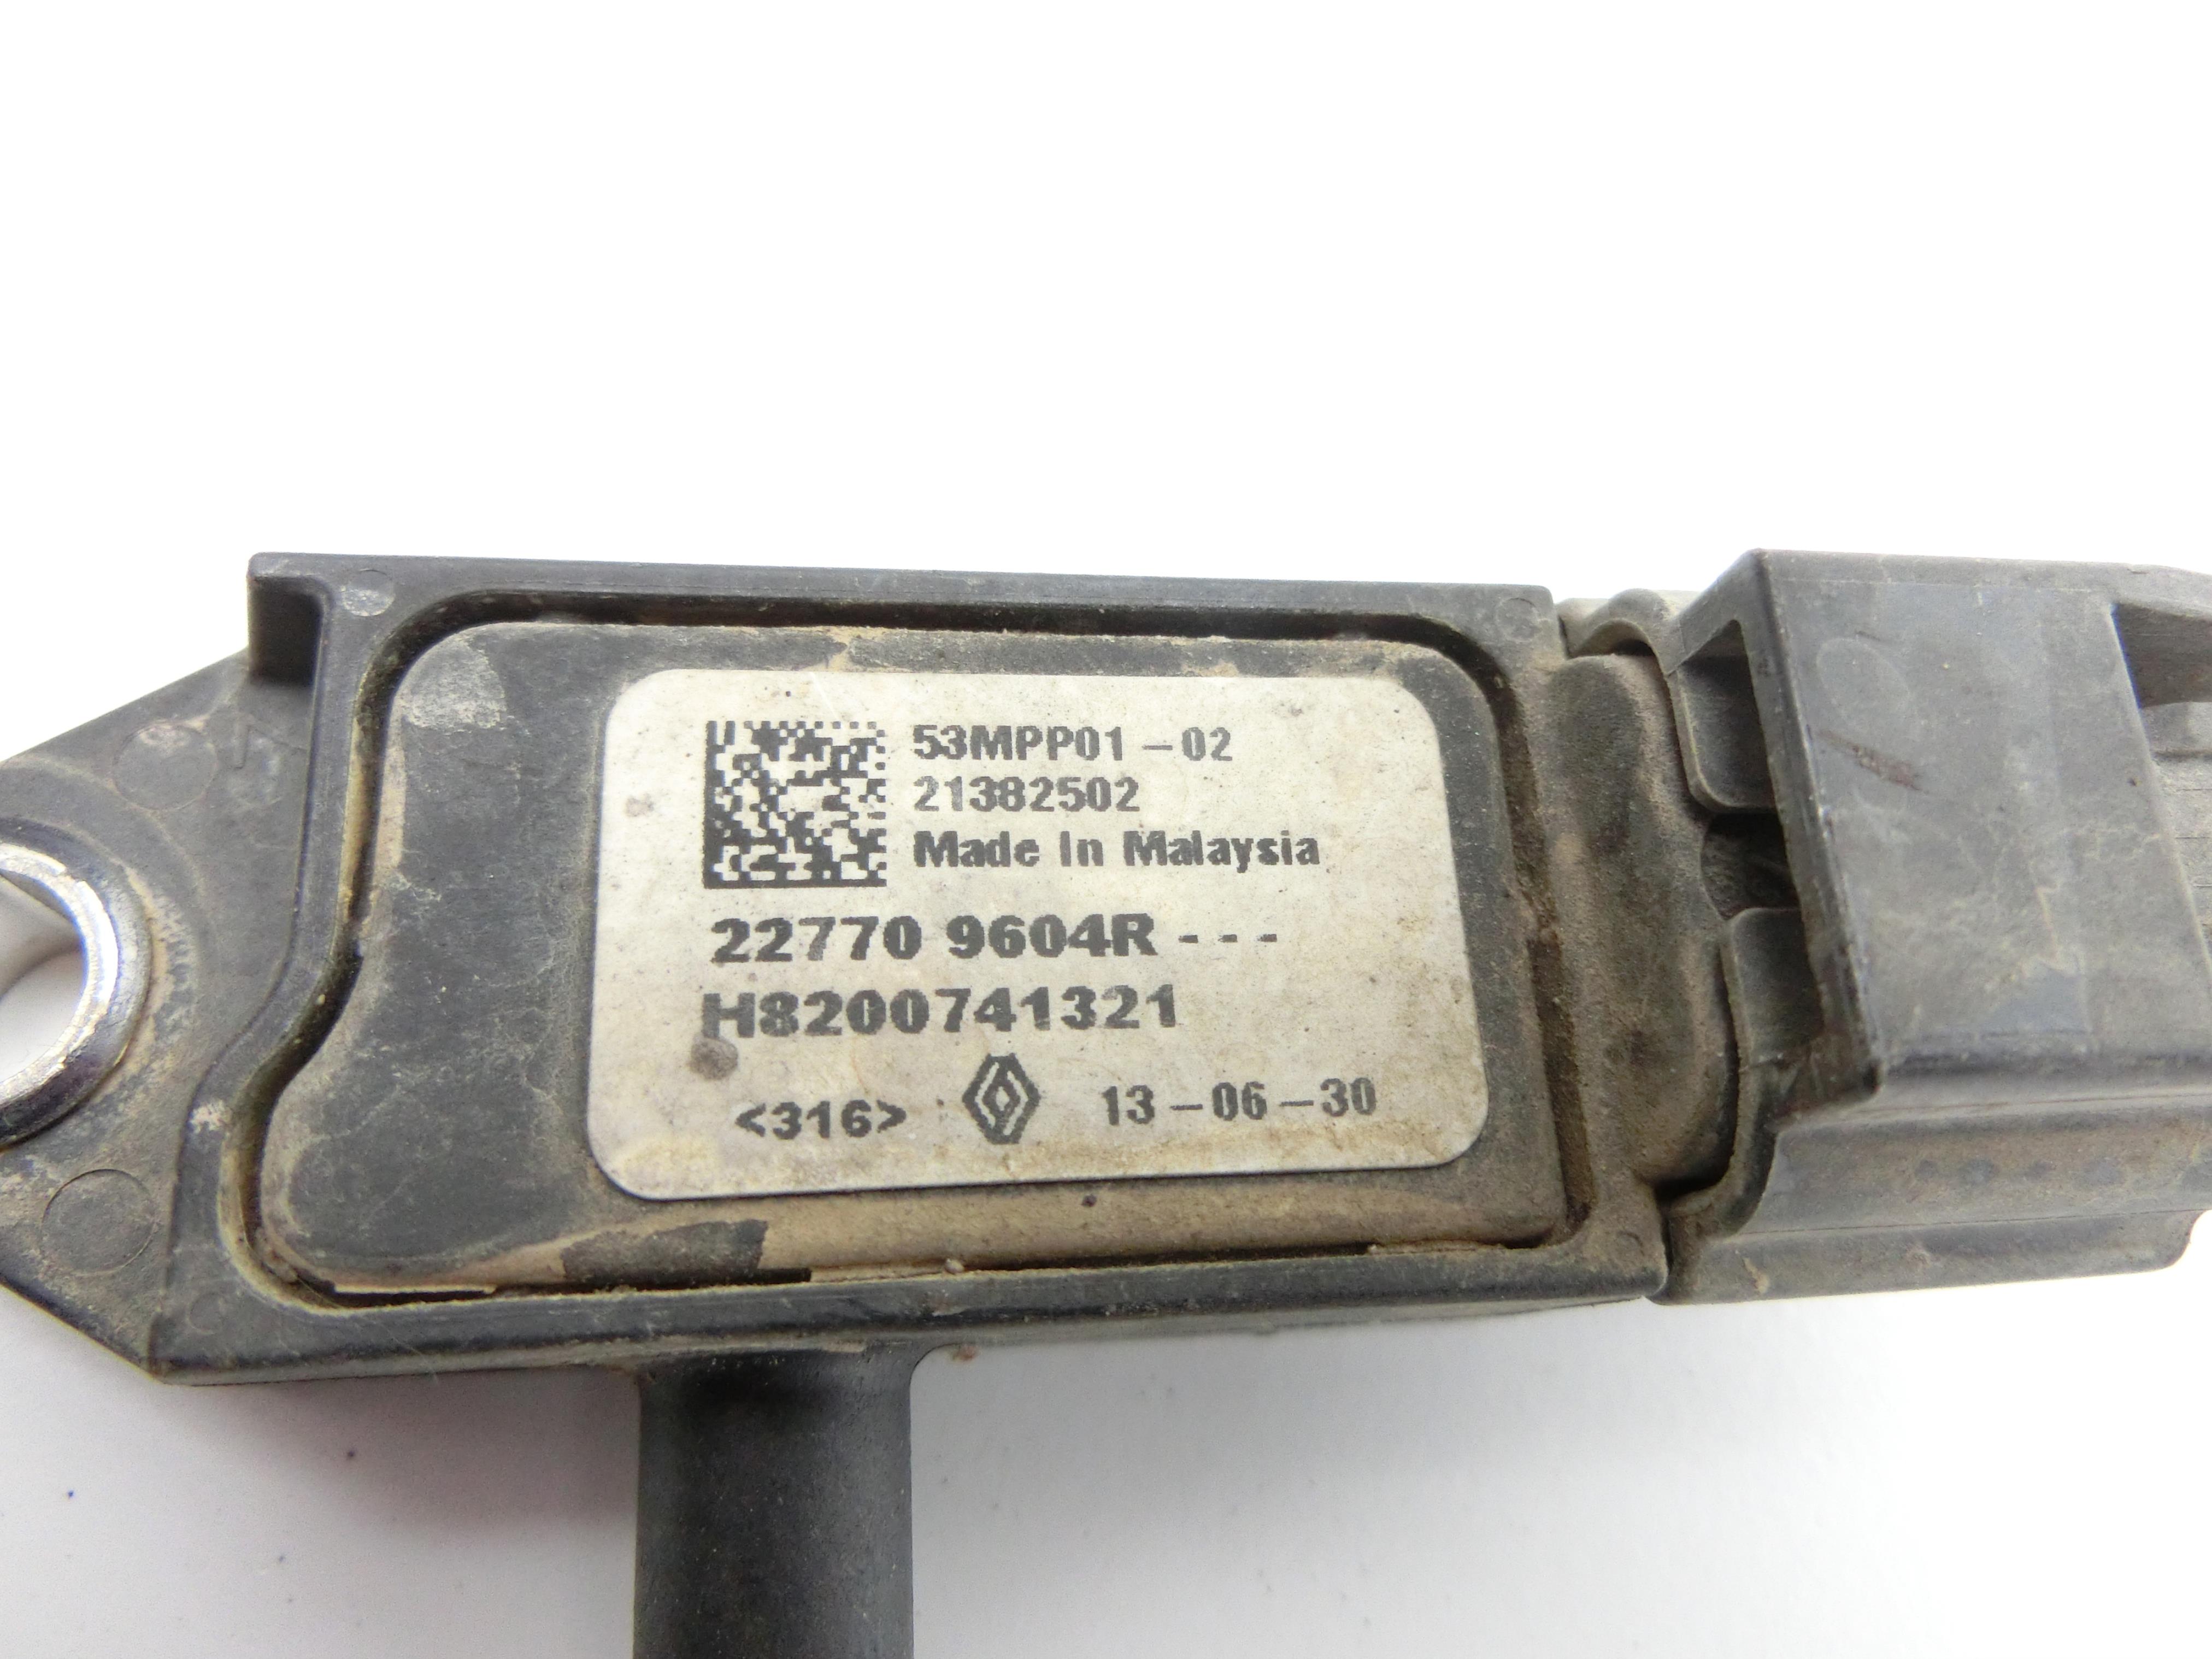 53MPP01-02
21382502
Made In Malaysia
22770 9604R---
H8200741321
<316> 13-06-30